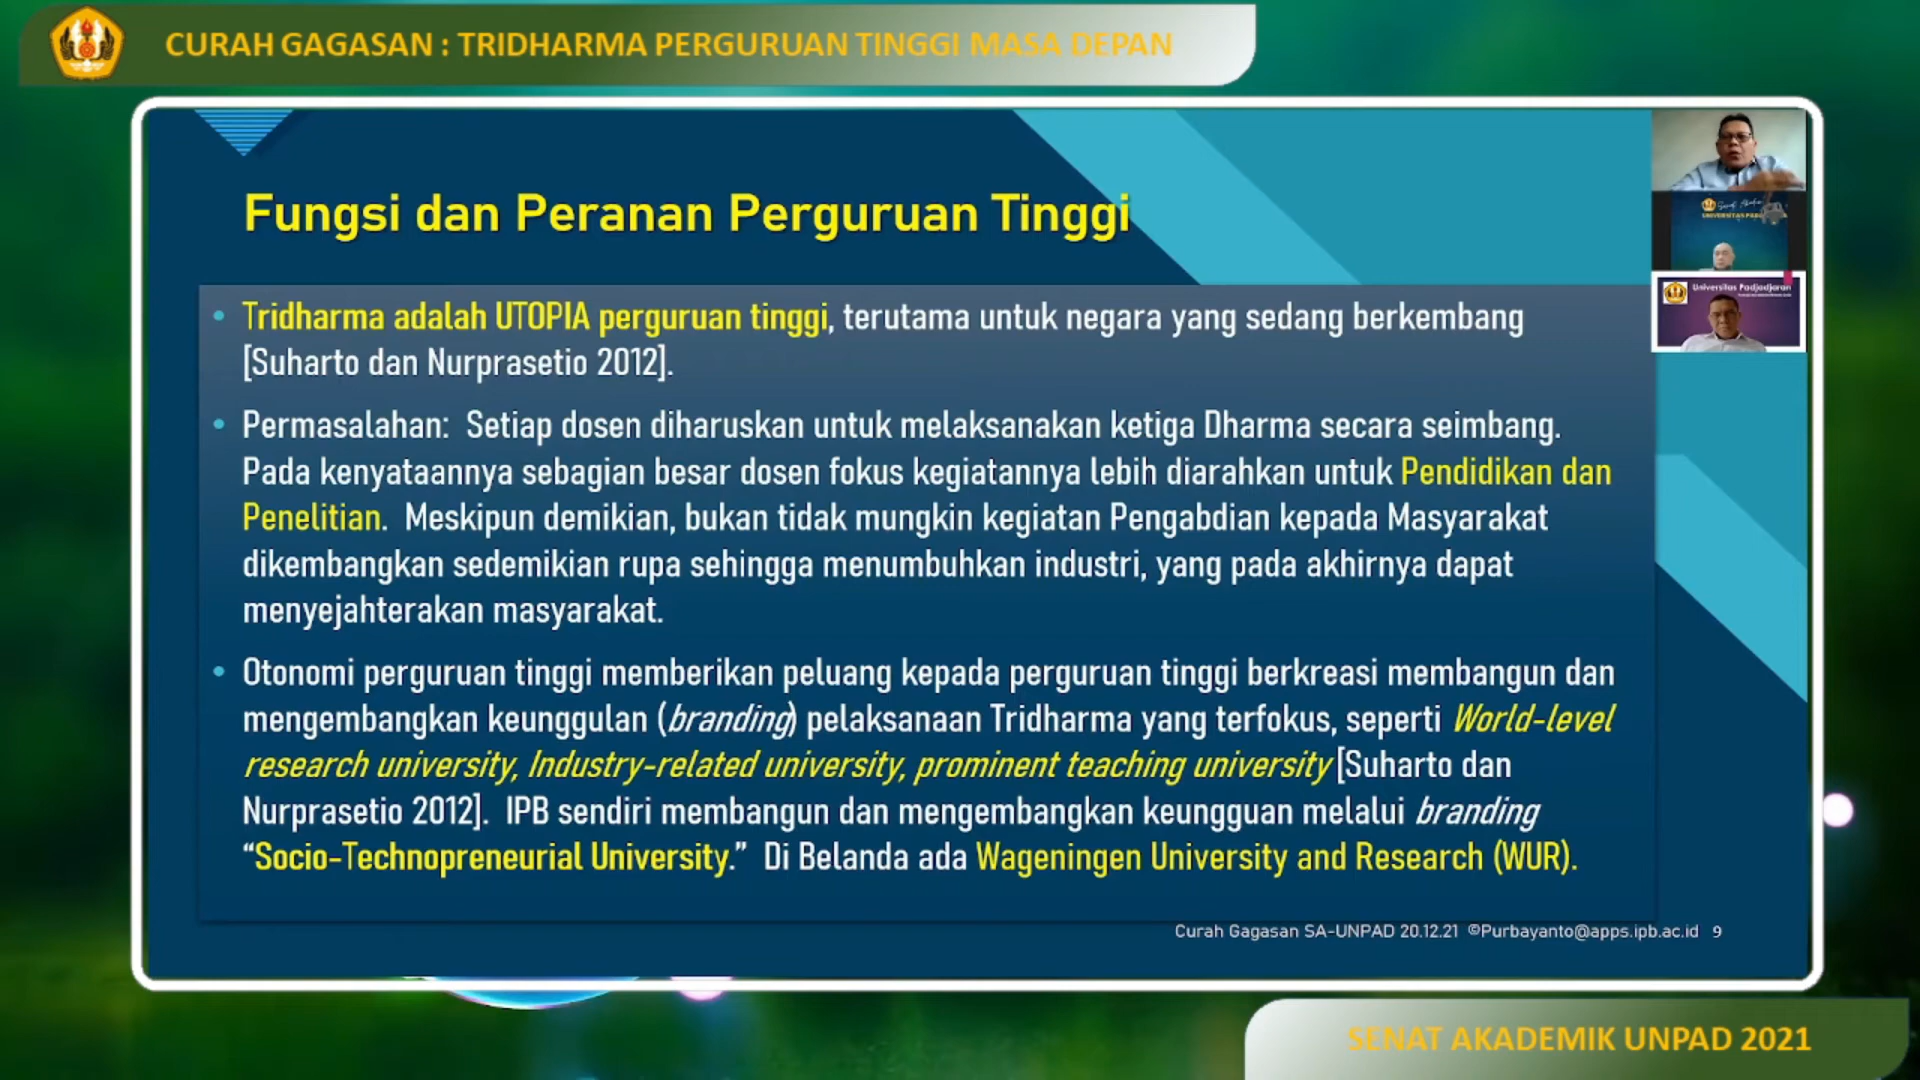 CURAH GAGASAN : TRIDHARMA PERGURUAN TINGGI MASA DEPAN
Fungsi dan Peranan Perguruan Tinggi
• Tridharma adalah UTOPIA perguruan tinggi, terutama untuk negara yang sedang berkembang
[Suharto dan Nurprasetio 2012].
• Permasalahan: Setiap dosen diharuskan untuk melaksanakan ketiga Dharma secara seimbang.
Pada kenyataannya sebagian besar dosen fokus kegiatannya lebih diarahkan untuk Pendidikan dan
Penelitian. Meskipun demikian, bukan tidak mungkin kegiatan Pengabdian kepada Masyarakat
dikembangkan sedemikian rupa sehingga menumbuhkan industri, yang pada akhirnya dapat
menyejahterakan masyarakat.
• Otonomi perguruan tinggi memberikan peluang kepada perguruan tinggi berkreasi membangun dan
mengembangkan keunggulan (branding) pelaksanaan Tridharma yang terfokus, seperti World-level
research university, Industry-related university, prominent teaching university [Suharto dan
Nurprasetio 2012]. IPB sendiri membangun dan mengembangkan keungguan melalui branding
“Socio-Technopreneurial University.” Di Belanda ada Wageningen University and Research (WUR).
Curah Gagasan SA-UNPAD 20.12.21 ©Purbayanto@apps.ipb.ac.id 9
Universitas Padjadjaran
SENAT AKADEMIK UNPAD 2021